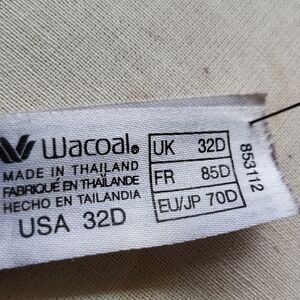 Wacoal®
MADE IN THAILAND
FABRIQUÉ EN THAÏLANDE
HECHO EN TAILANDIA
USA 32D
UK 32D
FR 85D
EU/JP 70D
853112